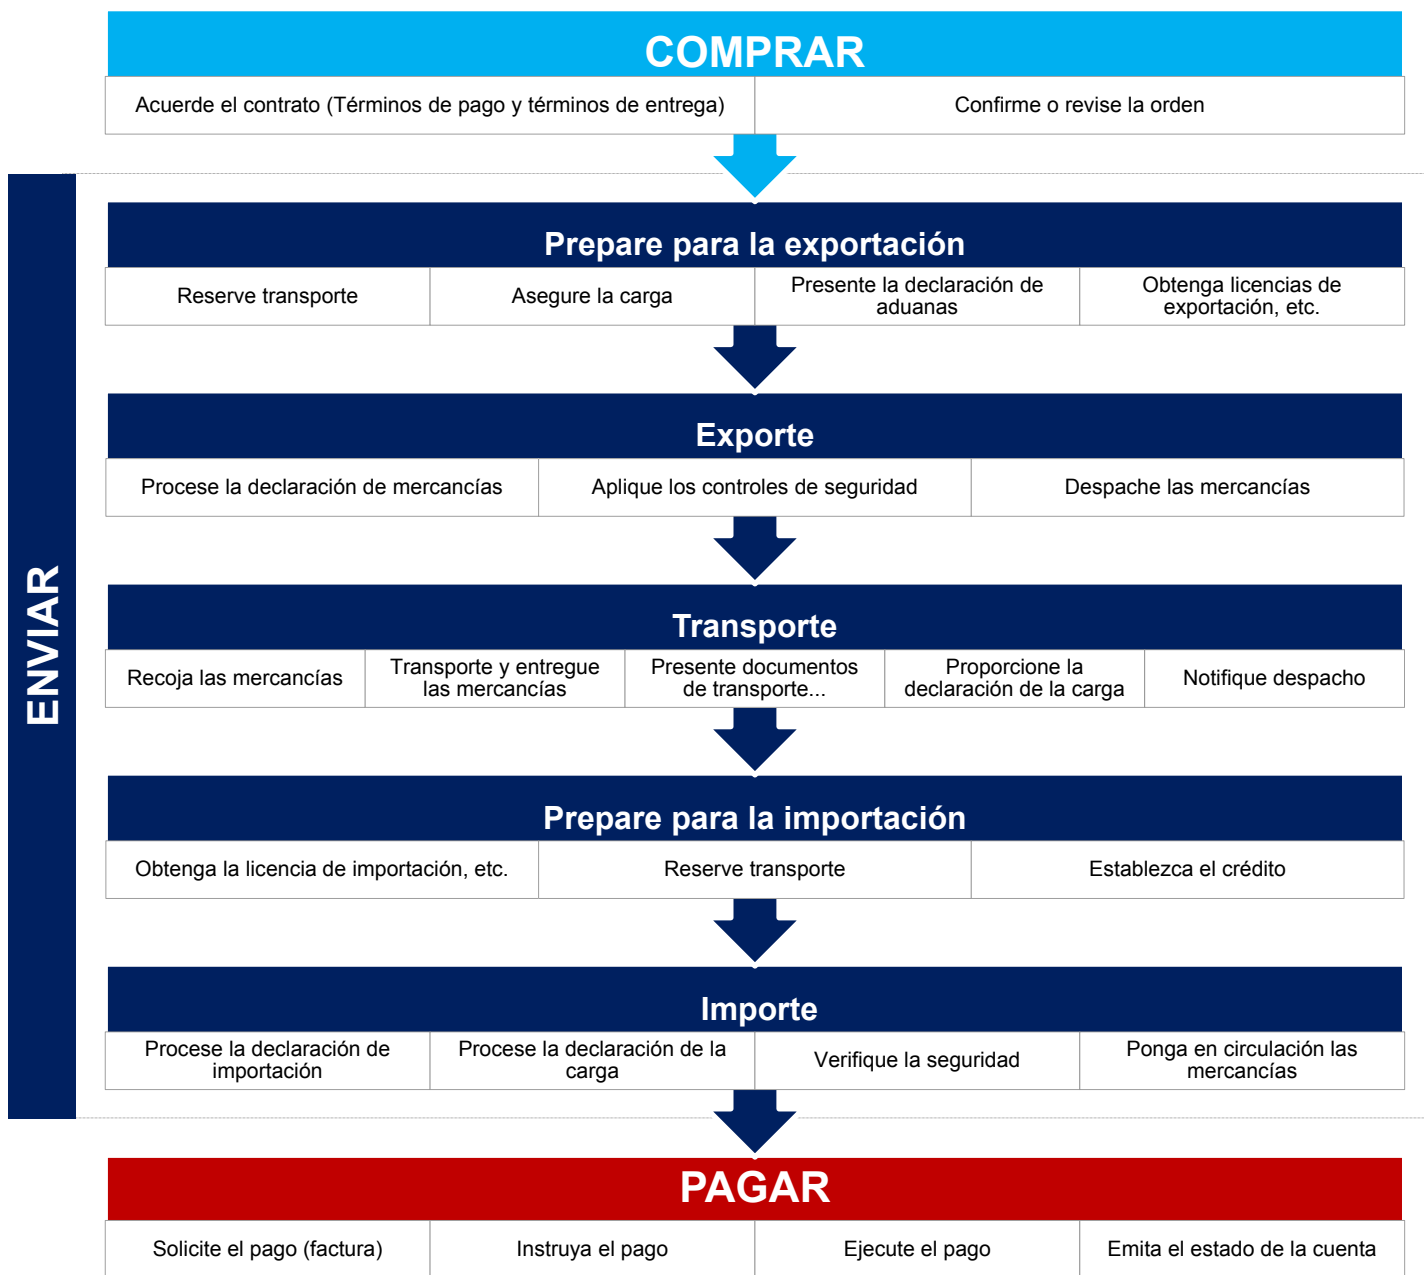 COMPRAR
Acuerde el contrato (Términos de pago y términos de entrega)
Confirme o revise la orden
ENVIAR
Prepare para la exportación
Reserve transporte
Asegure la carga
Presente la declaración de
aduanas
Obtenga licencias de
exportación, etc.
Exporte
Procese la declaración de mercancías
Aplique los controles de seguridad
Despache las mercancías
Transporte
Recoja las mercancías
Transporte y entregue
las mercancías
Presente documentos
de transporte...
Proporcione la
declaración de la carga
Notifique despacho
Prepare para la importación
Obtenga la licencia de importación, etc.
Reserve transporte
Establezca el crédito
Importe
Procese la declaración de
importación
Procese la declaración de la
carga
Verifique la seguridad
Ponga en circulación las
mercancías
PAGAR
Solicite el pago (factura)
Instruya el pago
Ejecute el pago
Emita el estado de la cuenta